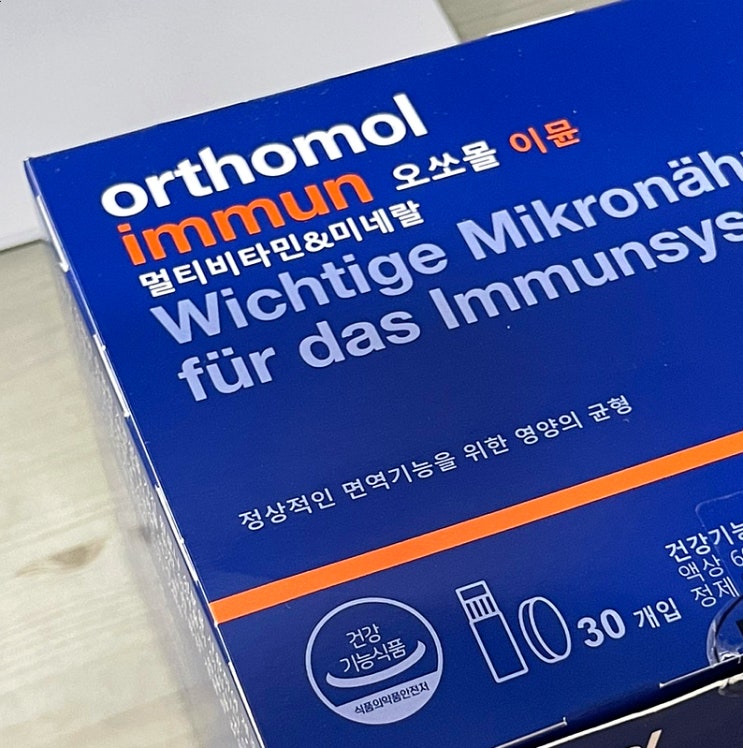 orthomol
immun 오쏘몰 이뮨
멀티비타민&미네랄
Wichtige Mikronäh
für das Immunsys
정상적인 면역기능을 위한 영양의 균형
건강
기능식품
식품의약품안전처
30 개입
건강기능
액상 6
정제